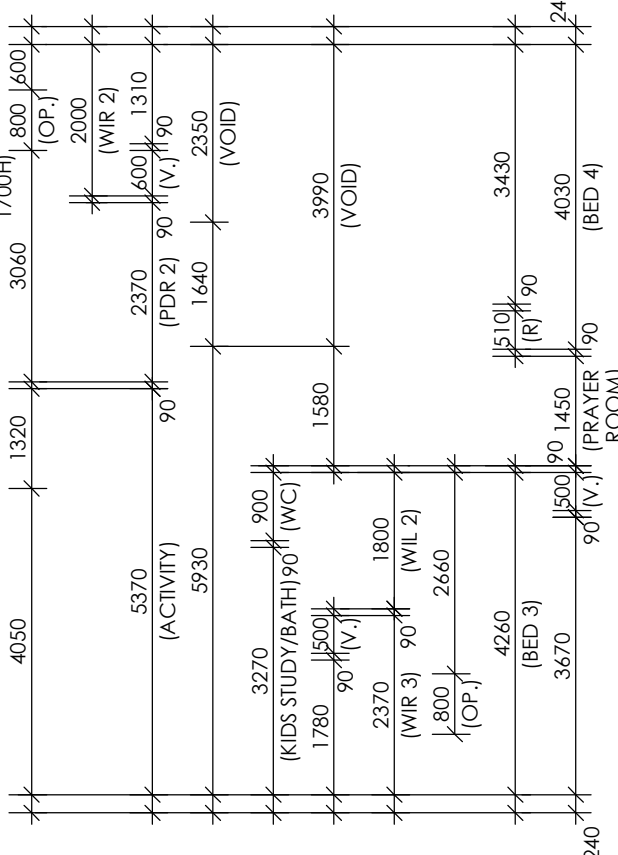 1700H)
4050 1320 3060 800 600
(OP.)
2000
(WIR 2)
5370 2370 600 1310
(ACTIVITY) 90 (PDR 2) 90 (V.) 90
5930 1640 2350
(VOID)
3270 900
(KIDS STUDY/BATH) 90 (WC)
1780 500 1580 3990
90 (V.) (VOID)
2370 1800
(WIR 3) 90 (WIL 2)
800 2660
(OP.)
4260 510 3430
(BED 3) (R) 90
3670 500 90 1450 4030 24
240 90 (V.) (PRAYER 90 (BED 4)
ROOM)